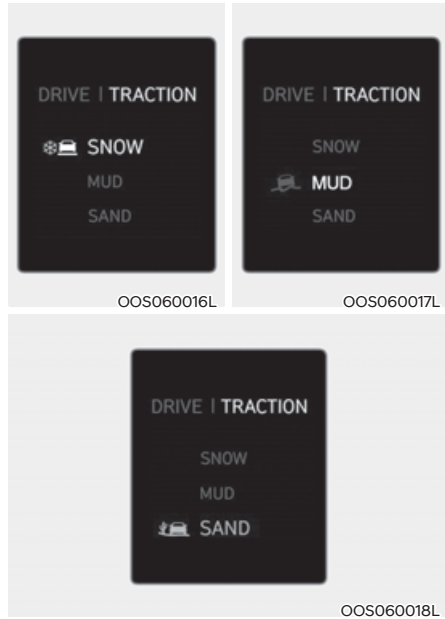 DRIVE | TRACTION
SNOW
MUD
SAND
OOS060016L
DRIVE | TRACTION
SNOW
MUD
SAND
OOS060017L
DRIVE | TRACTION
SNOW
MUD
SAND
OOS060018L